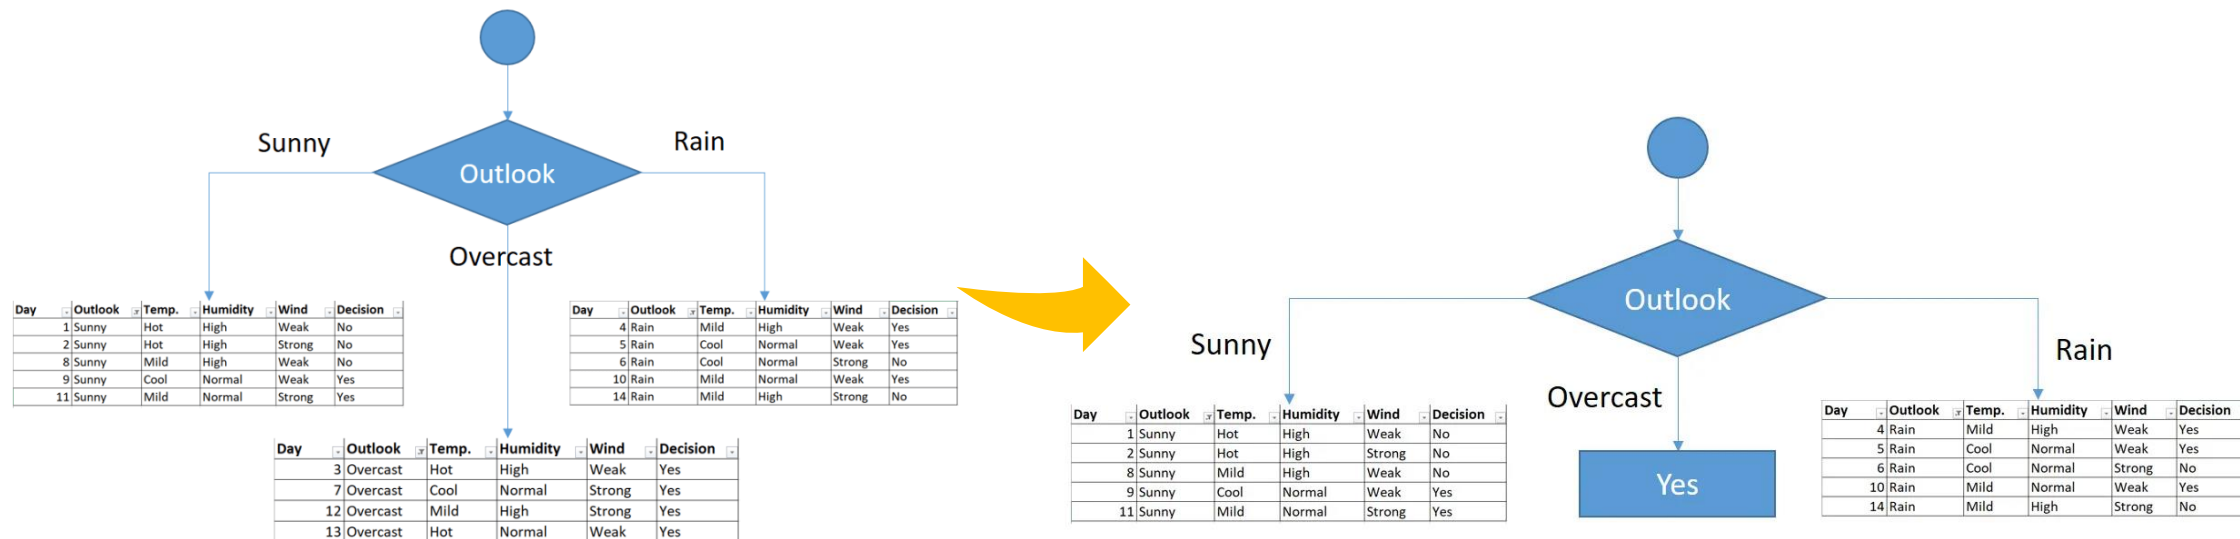 Sunny
Rain
Outlook
Overcast
Day Outlook Temp. Humidity Wind Decision
1 Sunny Hot High Weak No
2 Sunny Hot High Strong No
8 Sunny Mild High Weak No
9 Sunny Cool Normal Weak Yes
11 Sunny Mild Normal Strong Yes
Day Outlook Temp. Humidity Wind Decision
4 Rain Mild High Weak Yes
5 Rain Cool Normal Weak Yes
6 Rain Cool Normal Strong No
10 Rain Mild Normal Weak Yes
14 Rain Mild High Strong No
Day Outlook Temp. Humidity Wind Decision
3 Overcast Hot High Weak Yes
7 Overcast Cool Normal Strong Yes
12 Overcast Mild High Strong Yes
13 Overcast Hot Normal Weak Yes
Outlook
Sunny
Rain
Overcast
Day Outlook Temp. Humidity Wind Decision
1 Sunny Hot High Weak No
2 Sunny Hot High Strong No
8 Sunny Mild High Weak No
9 Sunny Cool Normal Weak Yes
11 Sunny Mild Normal Strong Yes
Yes
Day Outlook Temp. Humidity Wind Decision
4 Rain Mild High Weak Yes
5 Rain Cool Normal Weak Yes
6 Rain Cool Normal Strong No
10 Rain Mild Normal Weak Yes
14 Rain Mild High Strong No